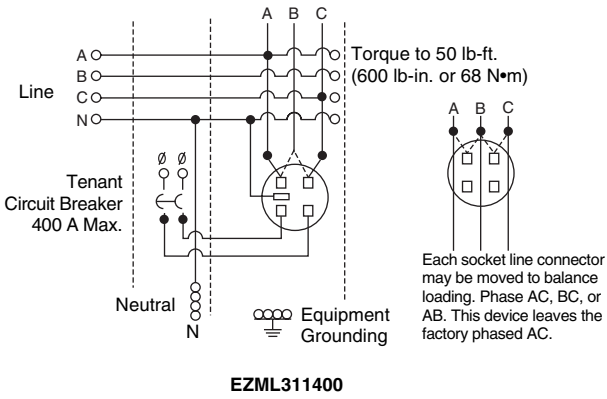 A B C
A
B
C
N
Line
Torque to 50 lb-ft.
(600 lb-in. or 68 N•m)
A B C
ø ø
Tenant
Circuit Breaker
400 A Max.
Neutral
N
Equipment
Grounding
Each socket line connector
may be moved to balance
loading. Phase AC, BC, or
AB. This device leaves the
factory phased AC.
EZML311400